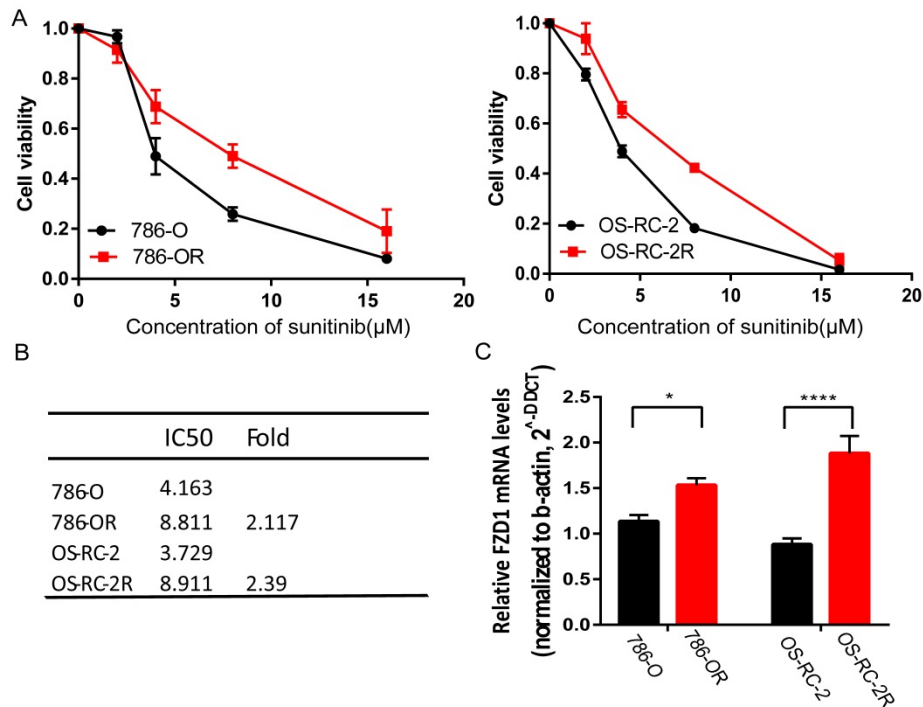 A
Cell viability
1.0
0.8
0.6
0.4
0.2
0.0
786-O
786-OR
0 5 10 15 20
Concentration of sunitinib(μM)
Cell viability
1.0
0.8
0.6
0.4
0.2
0.0
OS-RC-2
OS-RC-2R
0 5 10 15 20
Concentration of sunitinib(μM)
B
IC50 Fold
786-O 4.163
786-OR 8.811 2.117
OS-RC-2 3.729
OS-RC-2R 8.911 2.39
C
Relative FZD1 mRNA levels
(normalized to b-actin, 2^-DDCT)
2.5
2.0
1.5
1.0
0.5
0.0
*
****
786-O
786-OR
OS-RC-2
OS-RC-2R